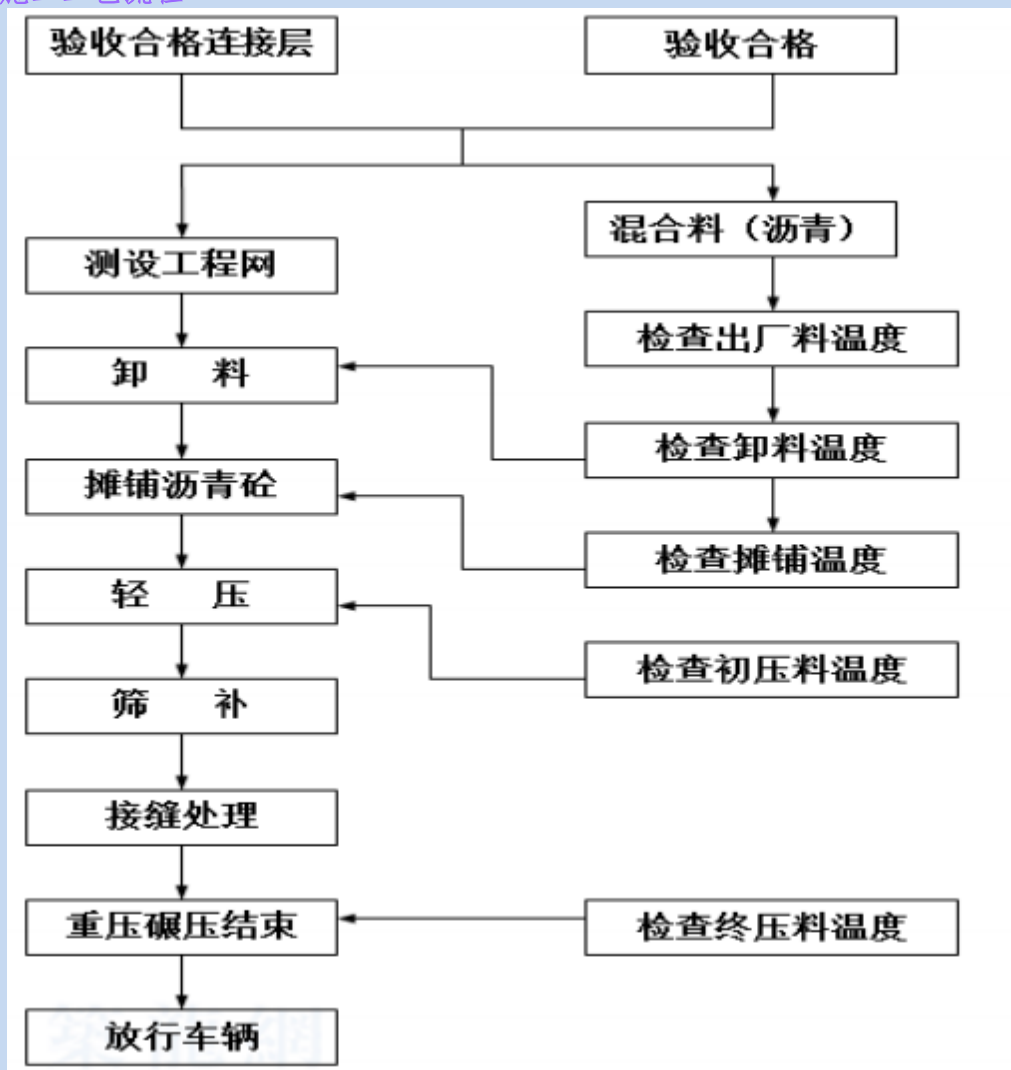 验收合格连接层
验收合格
混合料（沥青）
测设工程网
检查出厂料温度
卸 料
检查卸料温度
摊铺沥青砼
检查摊铺温度
轻 压
检查初压料温度
筛 补
接缝处理
重压碾压结束
检查终压料温度
放行车辆